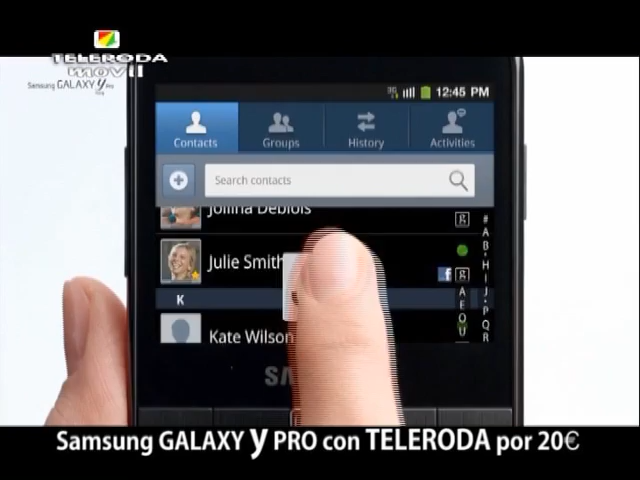 TELERODA
movil
Samsung GALAXY y Pro
12:45 PM
Contacts Groups History Activities
Search contacts
#
A
B
H
I
J
P
Q
R
Julie Smith
f
K
A
E
O
U
Kate Wilson
Samsung GALAXY y PRO con TELERODA por 20€